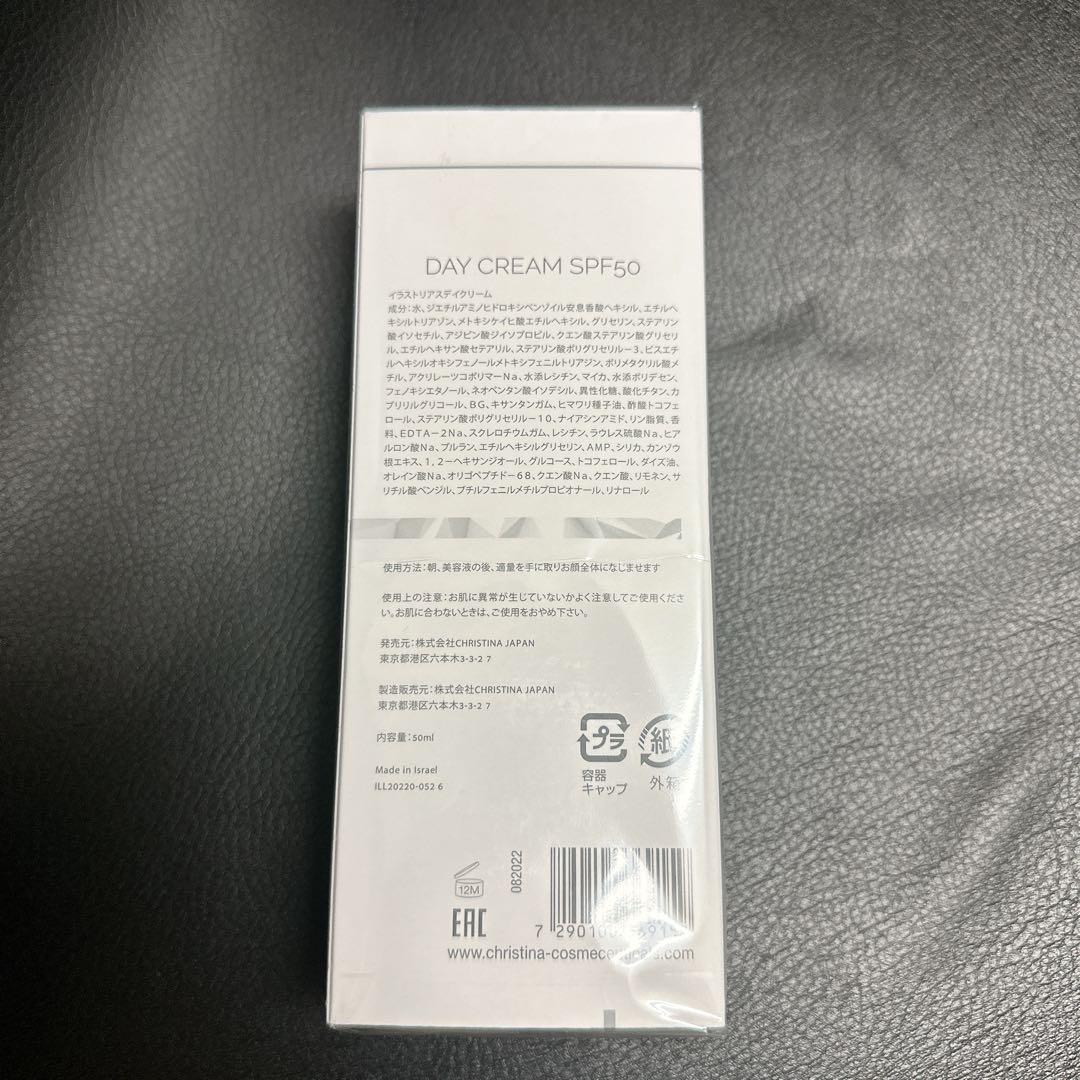 DAY CREAM SPF50
イラストリアスデイクリーム
成分:水、ジエチルアミノヒドロキシベンゾイル安息香酸ヘキシル、エチルヘ
キシルトリアゾン、メトキシケイヒ酸エチルヘキシル、グリセリン、ステアリン
酸イソセチル、アジピン酸ジイソプロピル、クエン酸ステアリン酸グリセリ
ル、エチルヘキサン酸セテアリル、ステアリン酸ポリグリセリル-3、ビスエチ
ルヘキシルオキシフェノールメトキシフェニルトリアジン、ポリメタクリル酸メ
チル、アクリレーツコポリマーNa、水添レシチン、マイカ、水添ポリデセン、
フェノキシエタノール、ネオペンタン酸イソデシル、異性化糖、酸化チタン、カ
プリリルグリコール、BG、キサンタンガム、ヒマワリ種子油、酢酸トコフェ
ロール、ステアリン酸ポリグリセリル-10、ナイアシンアミド、リン脂質、香
料、EDTA-2Na、スクレロチウムガム、レシチン、ラウレス硫酸Na、ヒア
ルロン酸Na、プルラン、エチルヘキシルグリセリン、AMP、シリカ、カンゾウ
根エキス、1,2-ヘキサンジオール、グルコース、トコフェロール、ダイズ油、
オレイン酸Na、オリゴペプチド-68、クエン酸Na、クエン酸、リモネン、サ
リチル酸ベンジル、ブチルフェニルメチルプロピオナール、リナロール
使用方法:朝、美容液の後、適量を手に取りお顔全体になじませます
使用上の注意:お肌に異常が生じていないかよく注意してご使用くださ
い。お肌に合わないときは、ご使用をおやめ下さい。
発売元:株式会社CHRISTINA JAPAN
東京都港区六本木3-3-2 7
製造販売元:株式会社CHRISTINA JAPAN
東京都港区六本木3-3-2 7
内容量:50ml
Made in Israel
ILL20220-052 6
プラ
紙
容器
キャップ
外箱
082022
12M
EAC
7 290100
www.christina-cosmeceuticals.com